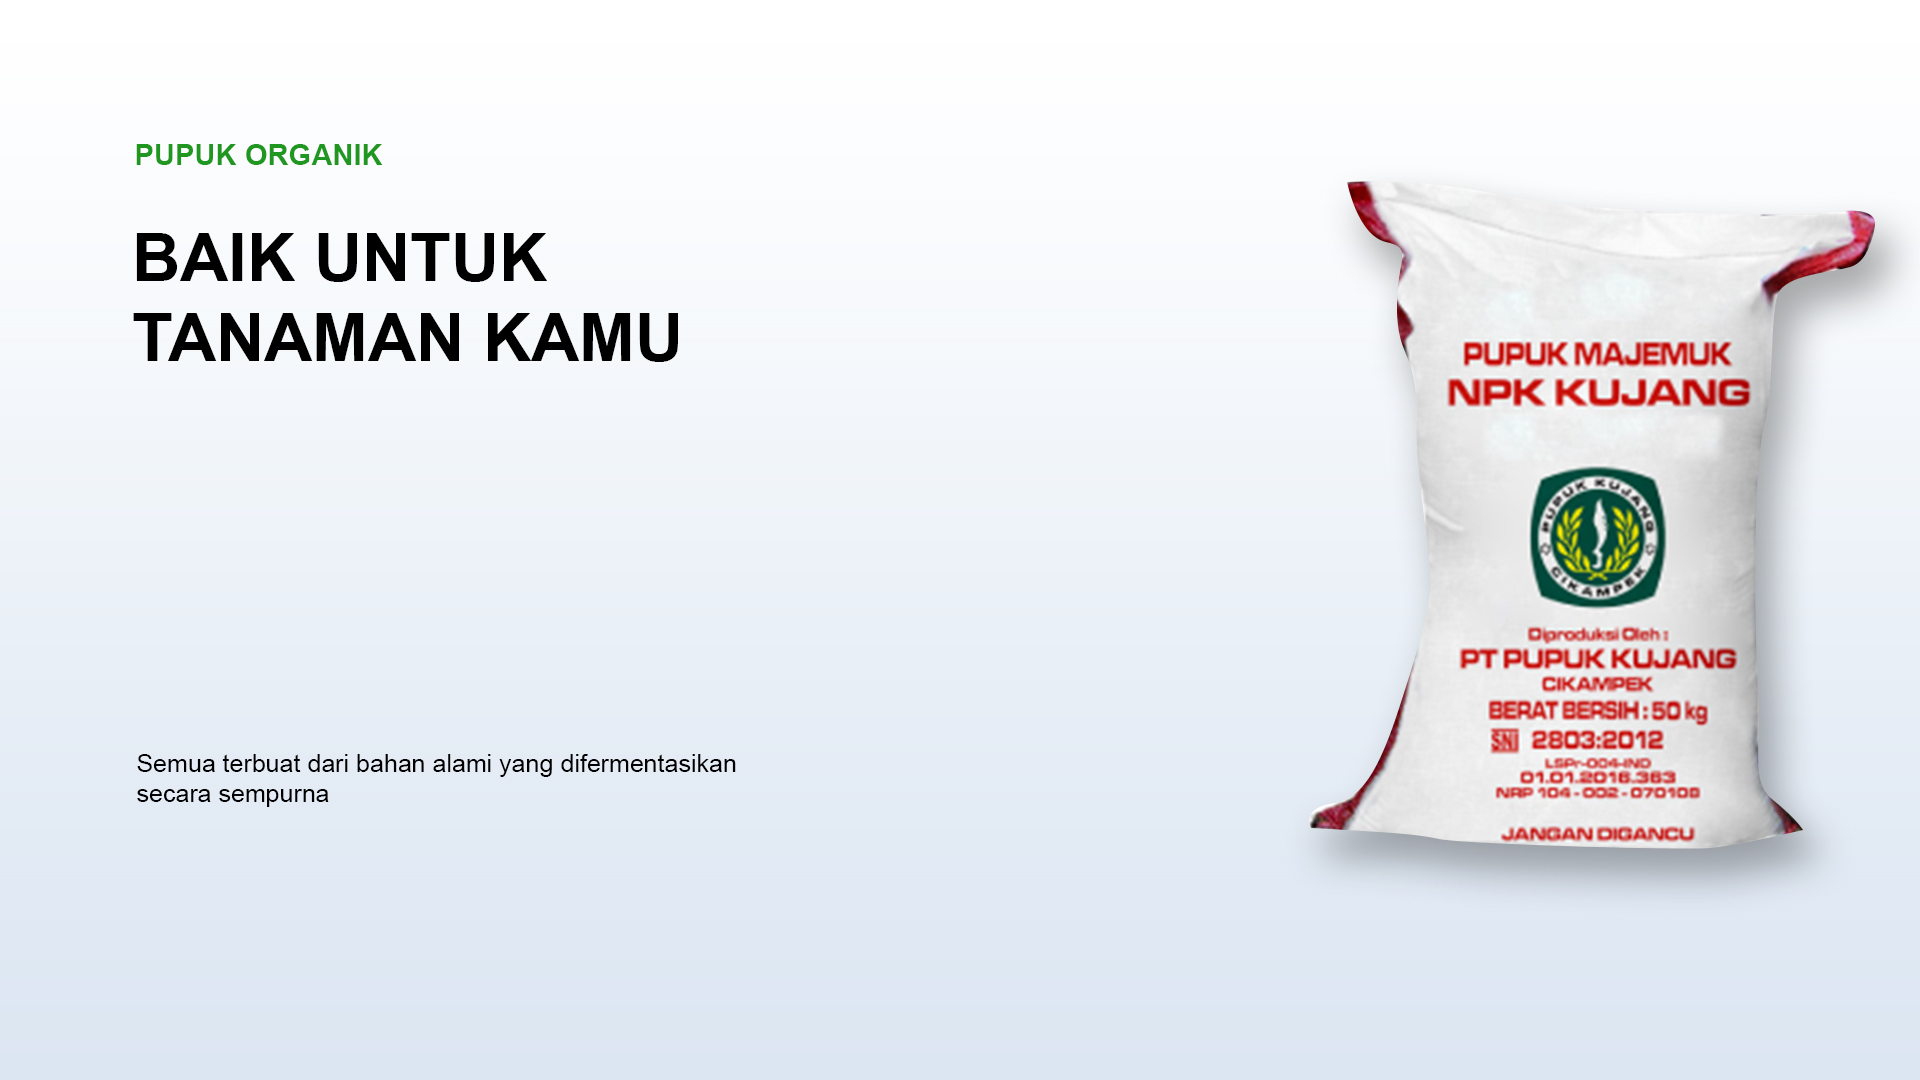 PUPUK ORGANIK
BAIK UNTUK
TANAMAN KAMU
Semua terbuat dari bahan alami yang difermentasikan
secara sempurna
PUPUK MAJEMUK
NPK KUJANG
PUPUK KUJANG
CIKAMPEK
Diproduksi Oleh :
PT PUPUK KUJANG
CIKAMPEK
BERAT BERSIH : 50 kg
SNI 2803:2012
LSPr-004-IND
01.01.2016.363
NRP 104 - 002 - 070108
JANGAN DIGANCU